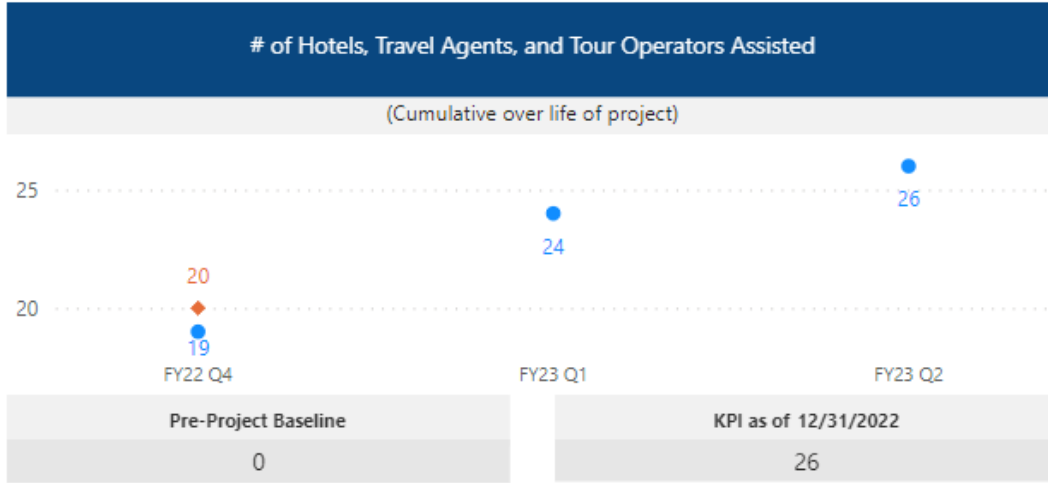 # of Hotels, Travel Agents, and Tour Operators Assisted
(Cumulative over life of project)
25
26
24
20
20
19
FY22 Q4 FY23 Q1 FY23 Q2
Pre-Project Baseline KPI as of 12/31/2022
0 26